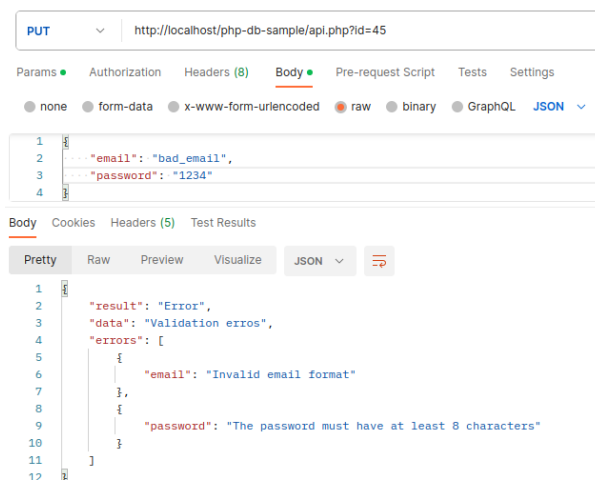 PUT http://localhost/php-db-sample/api.php?id=45
Params Authorization Headers (8) Body Pre-request Script Tests Settings
none form-data x-www-form-urlencoded raw binary GraphQL JSON
1 {
2 "email": "bad_email",
3 "password": "1234"
4 }
Body Cookies Headers (5) Test Results
Pretty Raw Preview Visualize JSON
1 {
2 "result": "Error",
3 "data": "Validation erros",
4 "errors": [
5 {
6 "email": "Invalid email format"
7 },
8 {
9 "password": "The password must have at least 8 characters"
10 }
11 ]
12 }